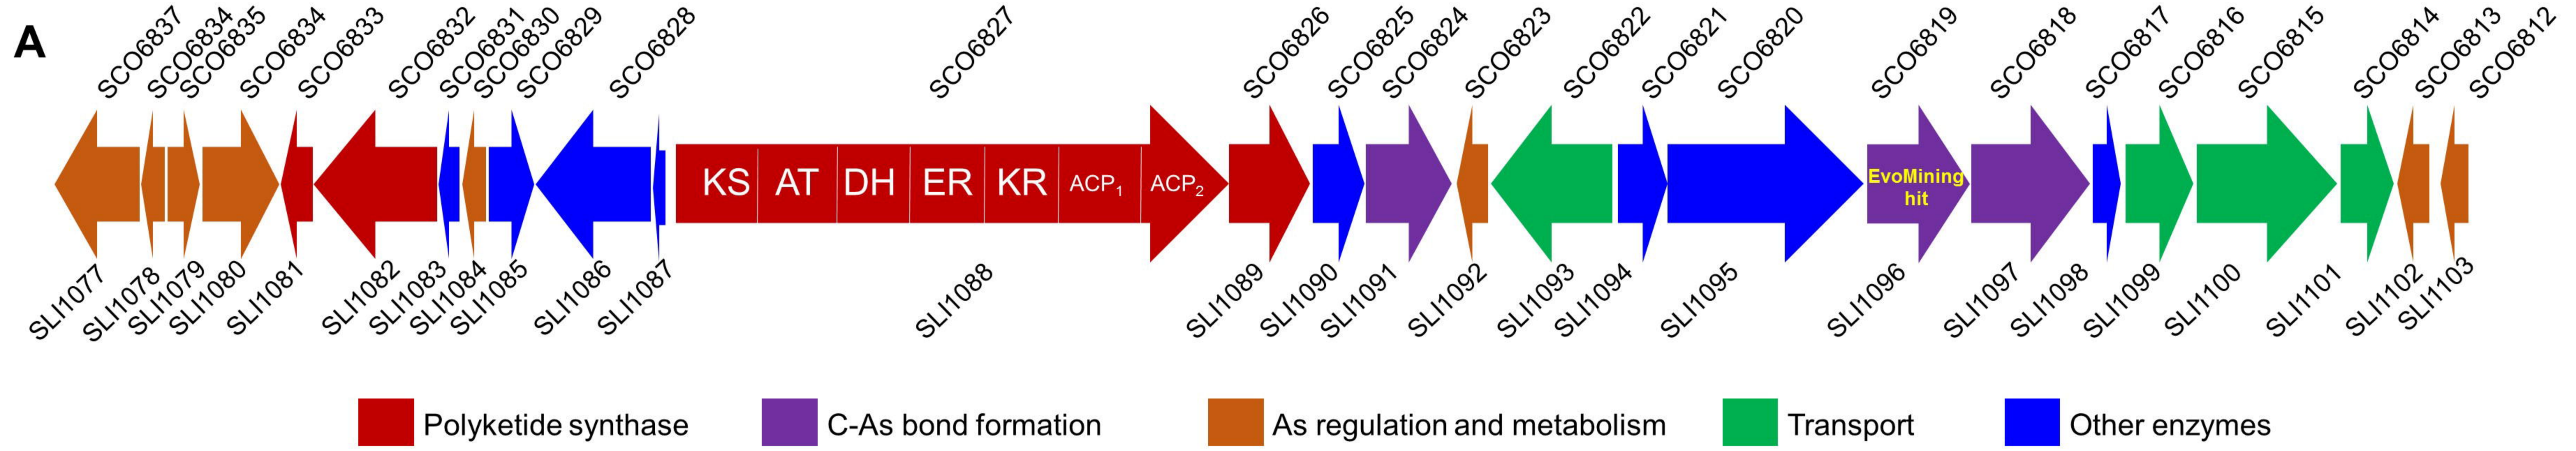 A
SCO6837
SCO6834
SCO6835
SCO6834
SCO6833
SCO6832
SCO6831
SCO6830
SCO6829
SCO6828
SCO6827
SCO6826
SCO6825
SCO6824
SCO6823
SCO6822
SCO6821
SCO6820
SCO6819
SCO6818
SCO6817
SCO6816
SCO6815
SCO6814
SCO6813
SCO6812
KS AT DH ER KR ACP1 ACP2
EvoMining
hit
SLI1077
SLI1078
SLI1079
SLI1080
SLI1081
SLI1082
SLI1083
SLI1084
SLI1085
SLI1086
SLI1087
SLI1088
SLI1089
SLI1090
SLI1091
SLI1092
SLI1093
SLI1094
SLI1095
SLI1096
SLI1097
SLI1098
SLI1099
SLI1100
SLI1101
SLI1102
SLI1103
Polyketide synthase
C-As bond formation
As regulation and metabolism
Transport
Other enzymes